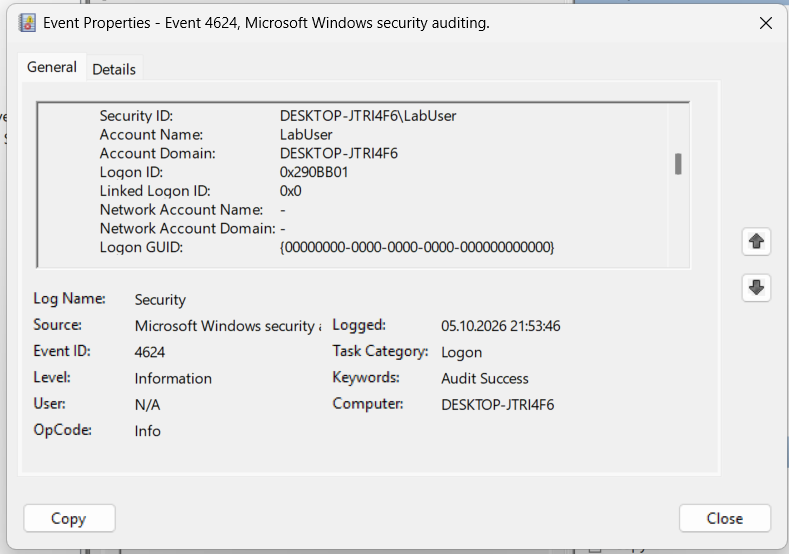 Event Properties - Event 4624, Microsoft Windows security auditing.
General Details
Security ID: DESKTOP-JTRI4F6\LabUser
Account Name: LabUser
Account Domain: DESKTOP-JTRI4F6
Logon ID: 0x290BB01
Linked Logon ID: 0x0
Network Account Name: -
Network Account Domain: -
Logon GUID: {00000000-0000-0000-0000-000000000000}
Log Name: Security
Source: Microsoft Windows security Logged: 05.10.2026 21:53:46
Event ID: 4624 Task Category: Logon
Level: Information Keywords: Audit Success
User: N/A Computer: DESKTOP-JTRI4F6
OpCode: Info
Copy Close